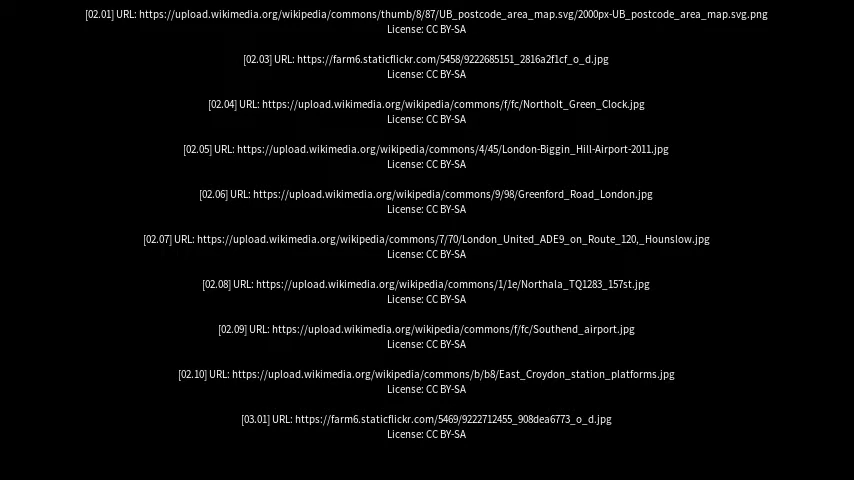 [02.01] URL: https://upload.wikimedia.org/wikipedia/commons/thumb/8/87/UB_postcode_area_map.svg/2000px-UB_postcode_area_map.svg.png
License: CC BY-SA
[02.03] URL: https://farm6.staticflickr.com/5458/9222685151_2816a2f1cf_o_d.jpg
License: CC BY-SA
[02.04] URL: https://upload.wikimedia.org/wikipedia/commons/f/fc/Northolt_Green_Clock.jpg
License: CC BY-SA
[02.05] URL: https://upload.wikimedia.org/wikipedia/commons/4/45/London-Biggin_Hill-Airport-2011.jpg
License: CC BY-SA
[02.06] URL: https://upload.wikimedia.org/wikipedia/commons/9/98/Greenford_Road_London.jpg
License: CC BY-SA
[02.07] URL: https://upload.wikimedia.org/wikipedia/commons/7/70/London_United_ADE9_on_Route_120,_Hounslow.jpg
License: CC BY-SA
[02.08] URL: https://upload.wikimedia.org/wikipedia/commons/1/1e/Northala_TQ1283_157st.jpg
License: CC BY-SA
[02.09] URL: https://upload.wikimedia.org/wikipedia/commons/f/fc/Southend_airport.jpg
License: CC BY-SA
[02.10] URL: https://upload.wikimedia.org/wikipedia/commons/b/b8/East_Croydon_station_platforms.jpg
License: CC BY-SA
[03.01] URL: https://farm6.staticflickr.com/5469/9222712455_908dea6773_o_d.jpg
License: CC BY-SA